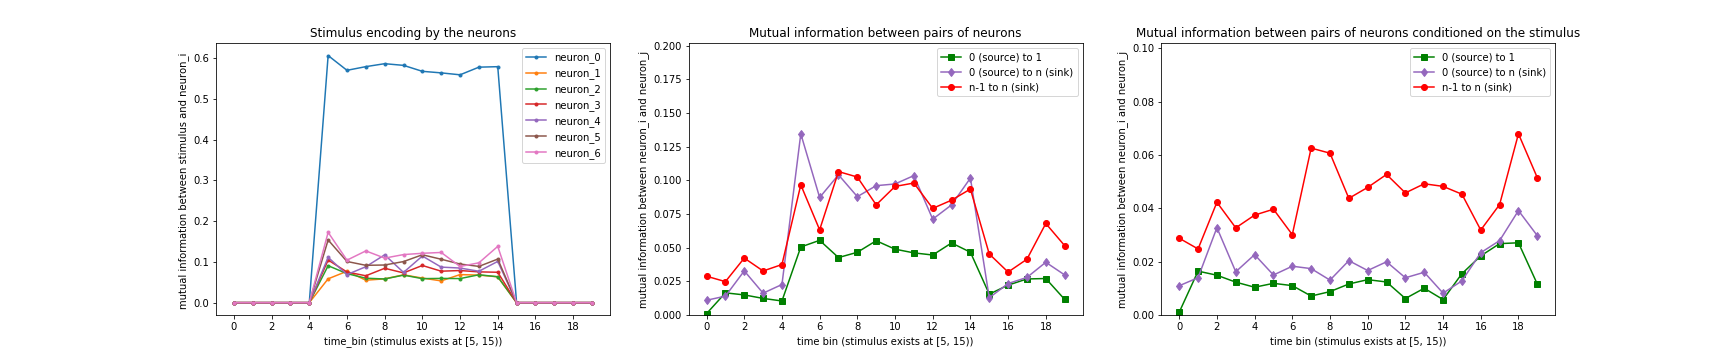 Stimulus encoding by the neurons
mutual information between stimulus and neuron_i
0.6
0.5
0.4
0.3
0.2
0.1
0.0
0 2 4 6 8 10 12 14 16 18
time_bin (stimulus exists at [5, 15))
neuron_0
neuron_1
neuron_2
neuron_3
neuron_4
neuron_5
neuron_6
Mutual information between pairs of neurons
mutual information between neuron_i and neuron_j
0.200
0.175
0.150
0.125
0.100
0.075
0.050
0.025
0.000
0 2 4 6 8 10 12 14 16 18
time bin (stimulus exists at [5, 15))
0 (source) to 1
0 (source) to n (sink)
n-1 to n (sink)
Mutual information between pairs of neurons conditioned on the stimulus
mutual information between neuron_i and neuron_j
0.10
0.08
0.06
0.04
0.02
0.00
0 2 4 6 8 10 12 14 16 18
time bin (stimulus exists at [5, 15))
0 (source) to 1
0 (source) to n (sink)
n-1 to n (sink)